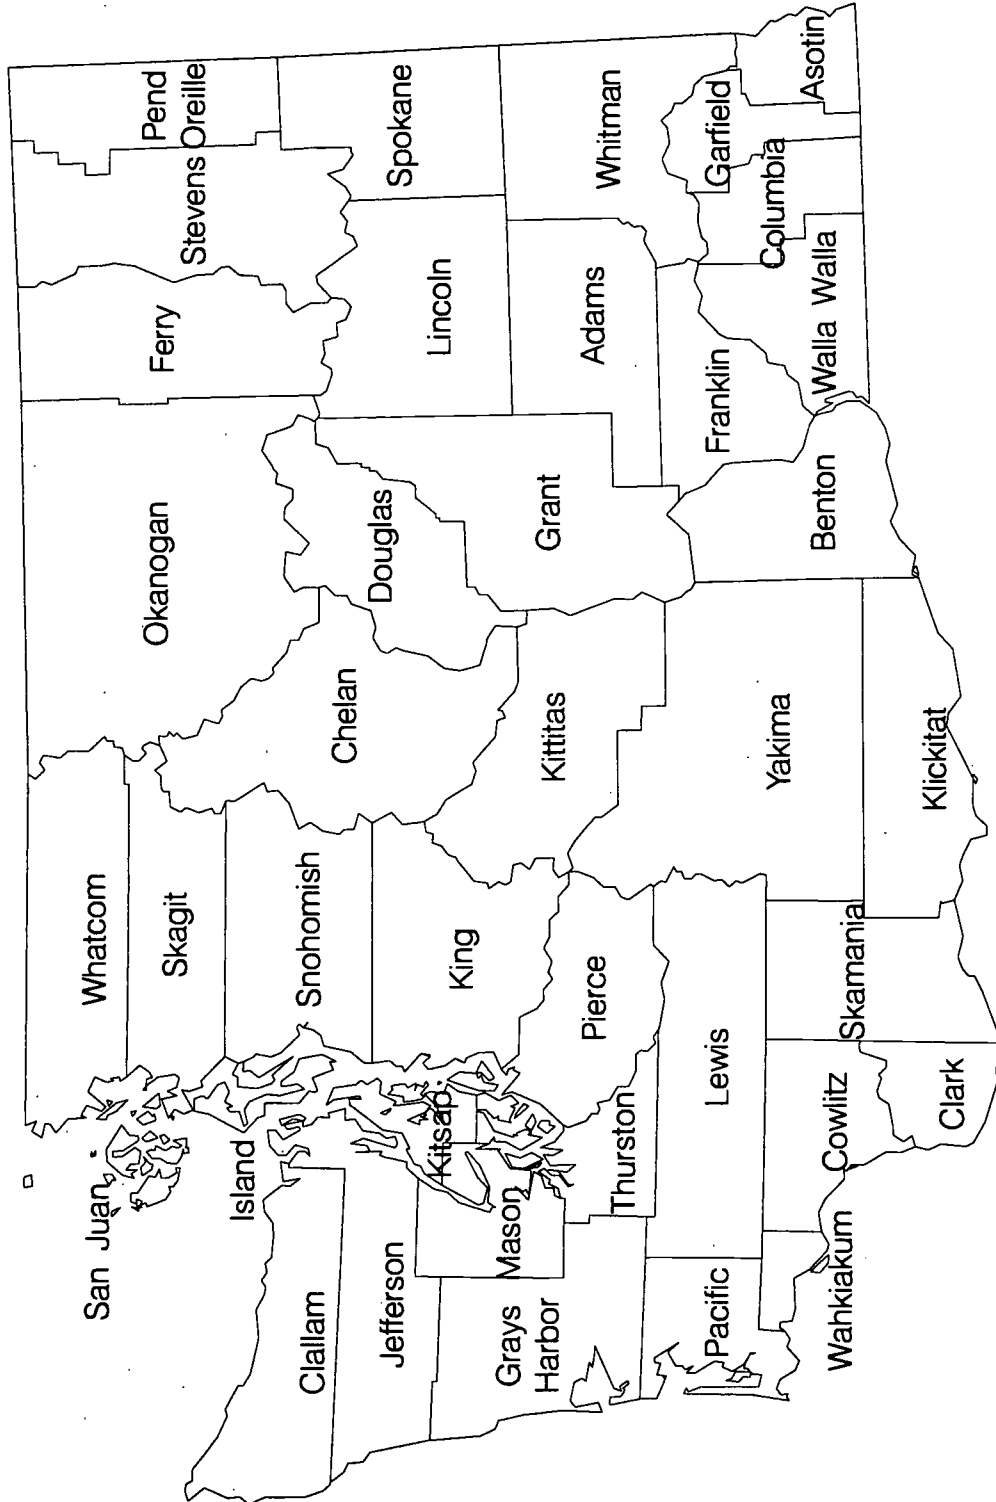 Whatcom
San Juan
Skagit
Island
Snohomish
Clallam
Jefferson
Kitsap
King
Mason
Grays
Harbor
Pierce
Thurston
Pacific
Lewis
Wahkiakum
Cowlitz
Clark
Skamania
Okanogan
Chelan
Douglas
Kittitas
Grant
Yakima
Klickitat
Benton
Ferry
Stevens
Pend
Oreille
Lincoln
Spokane
Adams
Whitman
Franklin
Walla Walla
Columbia
Garfield
Asotin